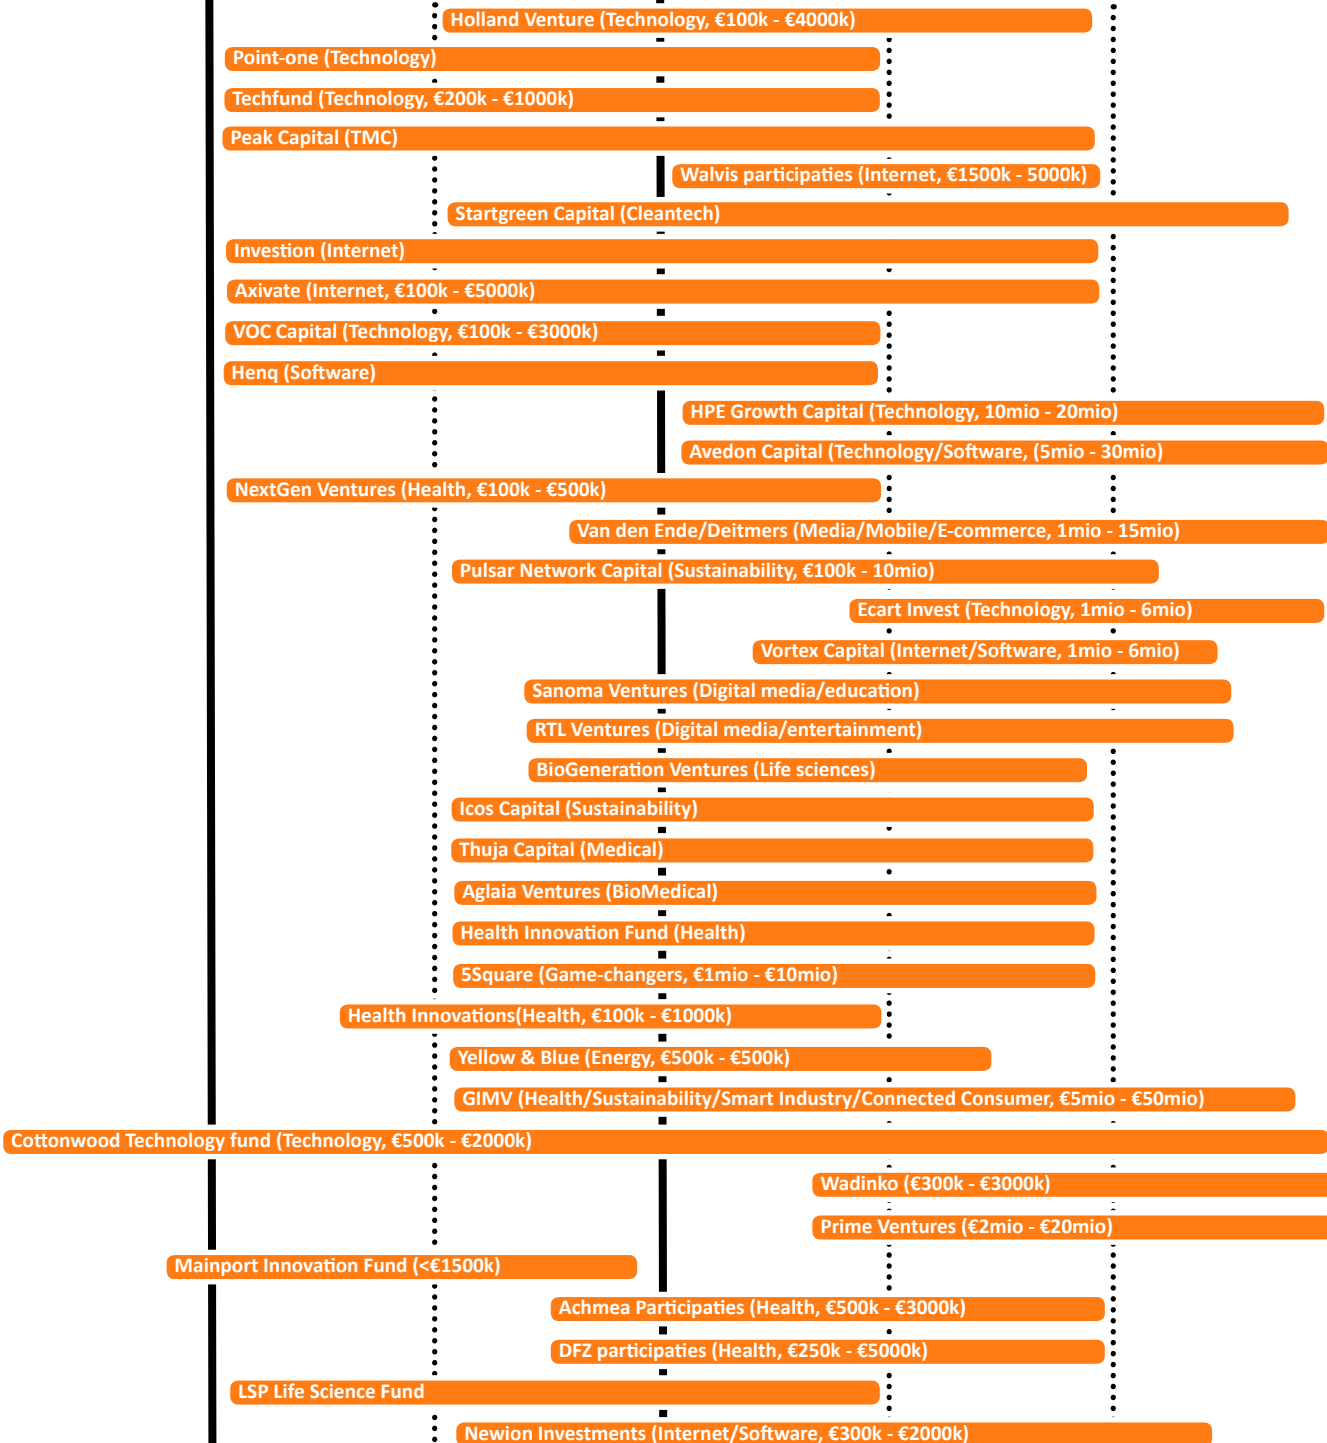 Holland Venture (Technology, €100k - €4000k)
Point-one (Technology)
Techfund (Technology, €200k - €1000k)
Peak Capital (TMC)
Walvis participaties (Internet, €1500k - 5000k)
Startgreen Capital (Cleantech)
Investion (Internet)
Axivate (Internet, €100k - €5000k)
VOC Capital (Technology, €100k - €3000k)
Henq (Software)
HPE Growth Capital (Technology, 10mio - 20mio)
Avedon Capital (Technology/Software, (5mio - 30mio)
NextGen Ventures (Health, €100k - €500k)
Van den Ende/Deitmers (Media/Mobile/E-commerce, 1mio - 15mio)
Pulsar Network Capital (Sustainability, €100k - 10mio)
Ecart Invest (Technology, 1mio - 6mio)
Vortex Capital (Internet/Software, 1mio - 6mio)
Sanoma Ventures (Digital media/education)
RTL Ventures (Digital media/entertainment)
BioGeneration Ventures (Life sciences)
Icos Capital (Sustainability)
Thuja Capital (Medical)
Aglaia Ventures (BioMedical)
Health Innovation Fund (Health)
5Square (Game-changers, €1mio - €10mio)
Health Innovations(Health, €100k - €1000k)
Yellow & Blue (Energy, €500k - €500k)
GIMV (Health/Sustainability/Smart Industry/Connected Consumer, €5mio - €50mio)
Cottonwood Technology fund (Technology, €500k - €2000k)
Wadinko (€300k - €3000k)
Prime Ventures (€2mio - €20mio)
Mainport Innovation Fund (<€1500k)
Achmea Participaties (Health, €500k - €3000k)
DFZ participaties (Health, €250k - €5000k)
LSP Life Science Fund
Newion Investments (Internet/Software, €300k - €2000k)